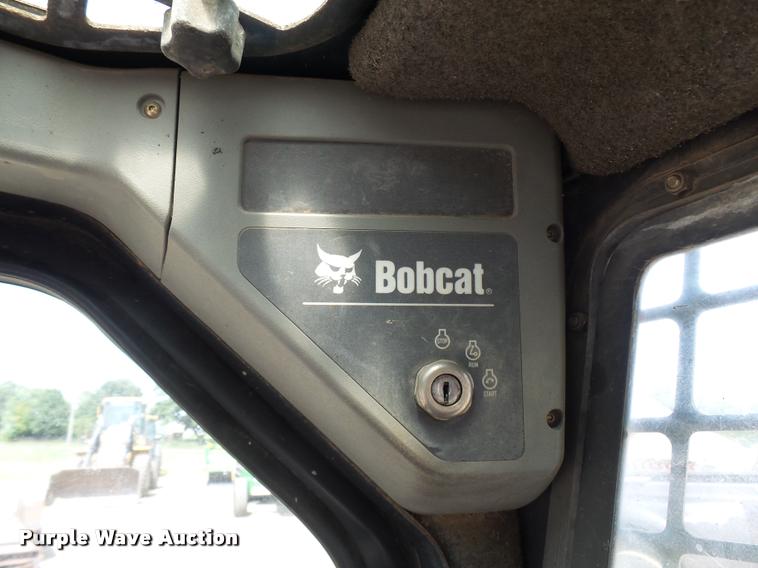 Bobcat®
STOP
RUN
START
Purple Wave Auction